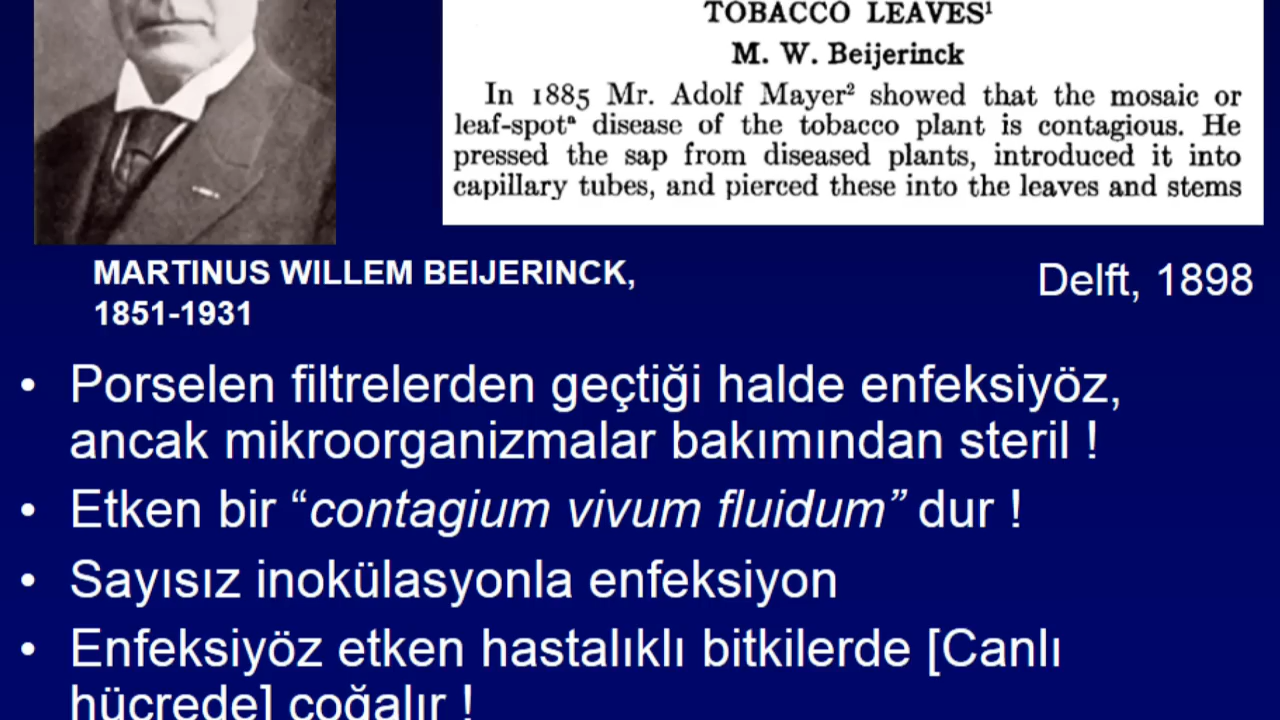 TOBACCO LEAVES¹
M. W. Beijerinck
In 1885 Mr. Adolf Mayer² showed that the mosaic or
leaf-spotª disease of the tobacco plant is contagious. He
pressed the sap from diseased plants, introduced it into
capillary tubes, and pierced these into the leaves and stems
MARTINUS WILLEM BEIJERINCK,
1851-1931
Delft, 1898
• Porselen filtrelerden geçtiği halde enfeksiyöz,
ancak mikroorganizmalar bakımından steril !
• Etken bir “contagium vivum fluidum” dur !
• Sayısız inokülasyonla enfeksiyon
• Enfeksiyöz etken hastalıklı bitkilerde [Canlı
hücrede] çoğalır !